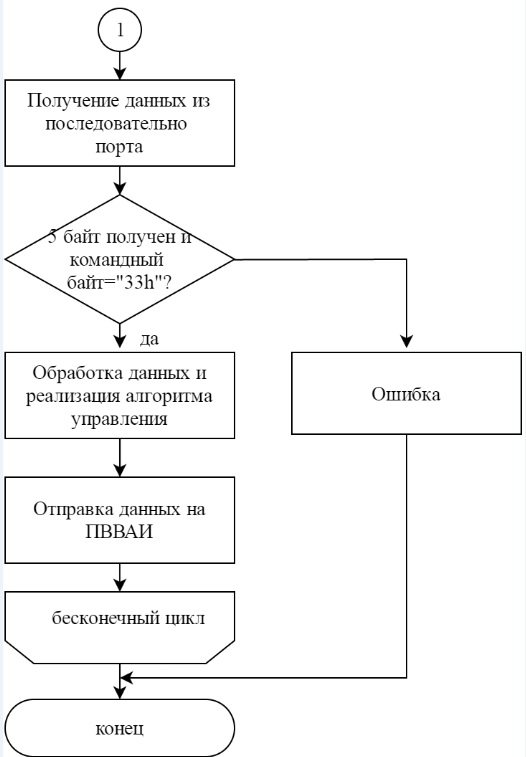 1
Получение данных из
последовательно
порта
5 байт получен и
командный
байт="33h"?
да
Обработка данных и
реализация алгоритма
управления
Ошибка
Отправка данных на
ПВВАИ
бесконечный цикл
конец